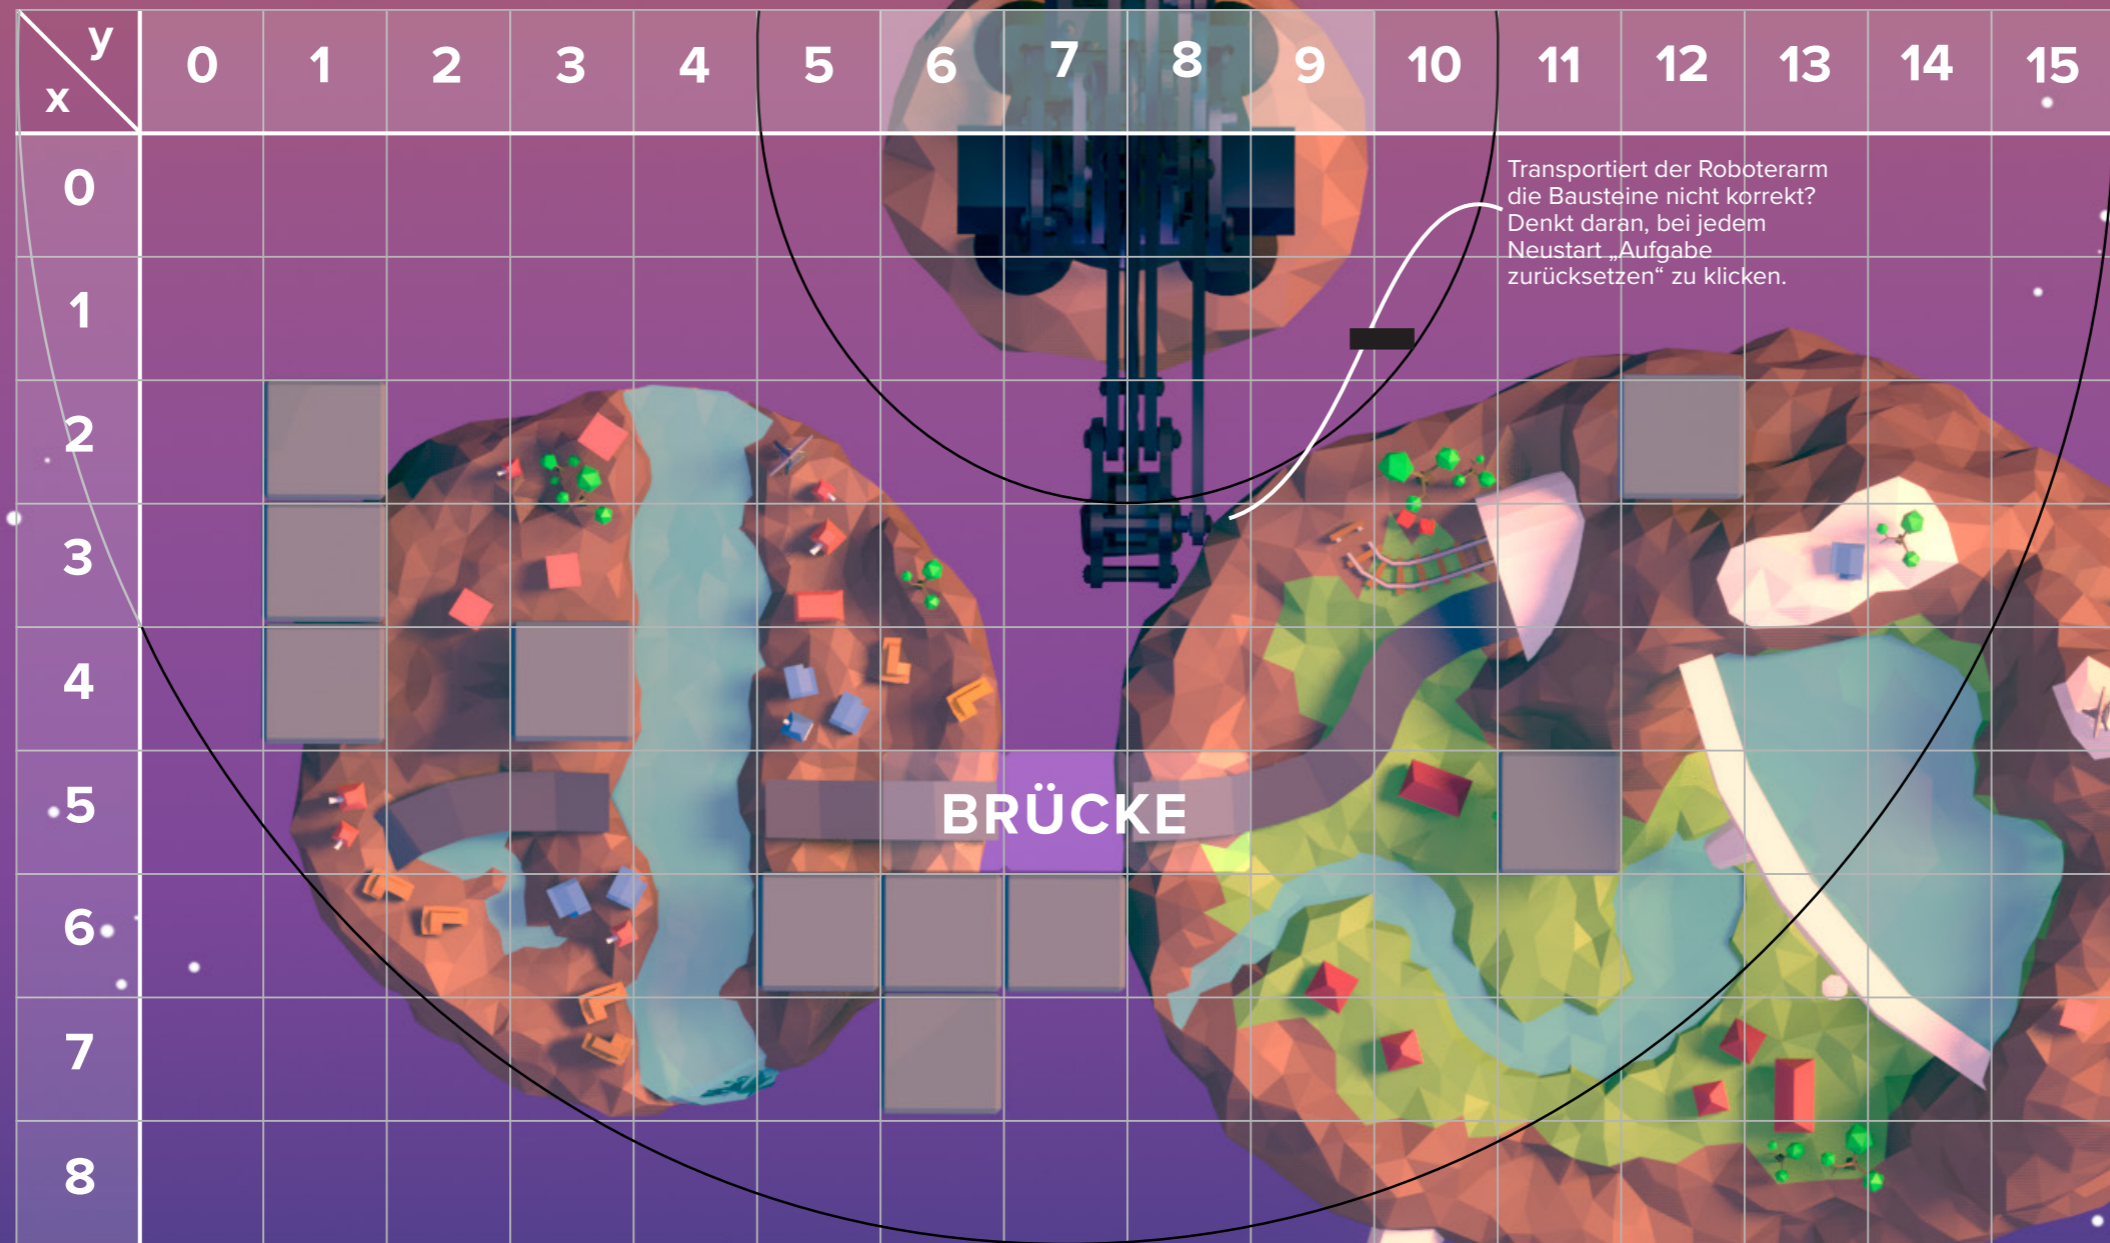 y
x
0 1 2 3 4 5 6 7 8 9 10 11 12 13 14 15
0
Transportiert der Roboterarm
die Bausteine nicht korrekt?
Denkt daran, bei jedem
Neustart „Aufgabe
zurücksetzen“ zu klicken.
1
2
3
4
5
BRÜCKE
6
7
8